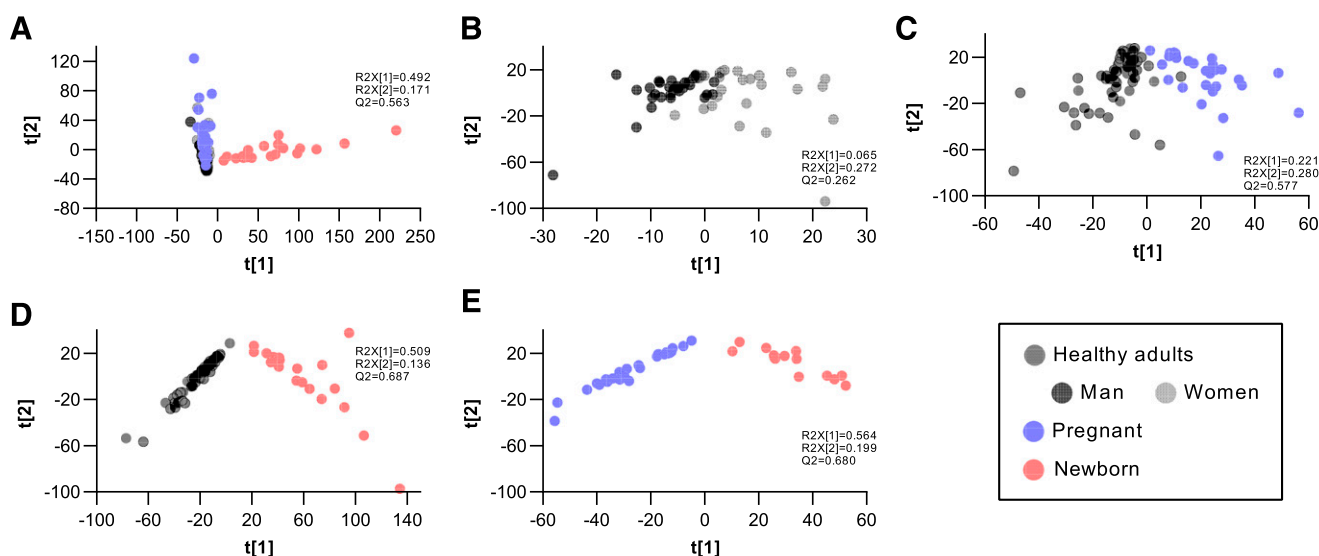 A
120
80
40
0
-40
-80
t[2]
-150 -100 -50 0 50 100 150 200 250
t[1]
R2X[1]=0.492
R2X[2]=0.171
Q2=0.563
B
20
-20
-60
-100
t[2]
-30 -20 -10 0 10 20 30
t[1]
R2X[1]=0.065
R2X[2]=0.272
Q2=0.262
C
20
-20
-60
-100
t[2]
-60 -40 -20 0 20 40 60
t[1]
R2X[1]=0.221
R2X[2]=0.280
Q2=0.577
D
20
-20
-60
-100
t[2]
-100 -60 -20 20 60 100 140
t[1]
R2X[1]=0.509
R2X[2]=0.136
Q2=0.687
E
20
-20
-60
-100
t[2]
-60 -40 -20 0 20 40 60
t[1]
R2X[1]=0.564
R2X[2]=0.199
Q2=0.680
Healthy adults
Man Women
Pregnant
Newborn